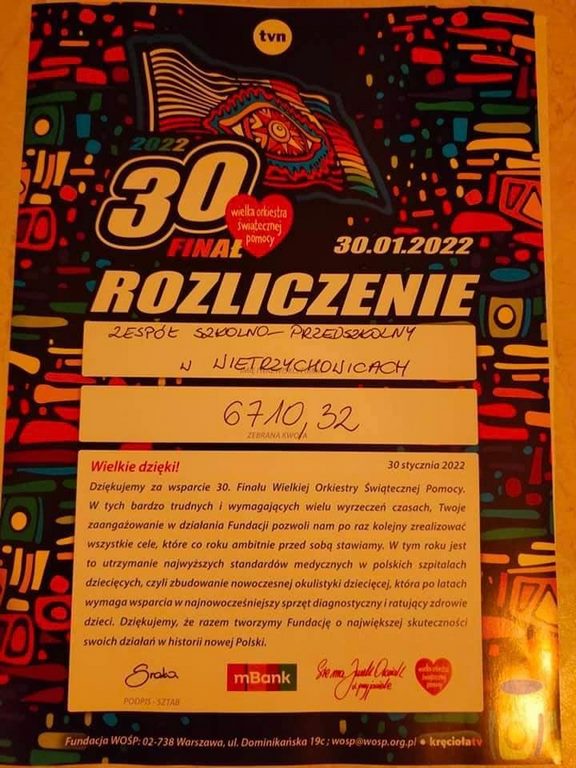 tvn
2022
30
FINAŁ
wielka orkiestra
świątecznej
pomocy
30.01.2022
ROZLICZENIE
ZESPÓŁ SZKOLNO-PRZEDSZKOLNY
W WIETRZYCHOWICACH
6710,32
ZEBRANA KWOTA
Wielkie dzięki!
30 stycznia 2022
Dziękujemy za wsparcie 30. Finału Wielkiej Orkiestry Świątecznej Pomocy.
W tych bardzo trudnych i wymagających wielu wyrzeczeń czasach, Twoje
zaangażowanie w działania Fundacji pozwoli nam po raz kolejny zrealizować
wszystkie cele, które co roku ambitnie przed sobą stawiamy. W tym roku jest
to utrzymanie najwyższych standardów medycznych w polskich szpitalach
dziecięcych, czyli zbudowanie nowoczesnej okulistyki dziecięcej, która po latach
wymaga wsparcia w najnowocześniejszy sprzęt diagnostyczny i ratujący zdrowie
dzieci. Dziękujemy, że razem tworzymy Fundację o największej skuteczności
swoich działań w historii nowej Polski.
mBank
wielka orkiestra
świątecznej
pomocy
PODPIS - SZTAB
Fundacja WOŚP: 02-738 Warszawa, ul. Dominikańska 19c ; wosp@wosp.org.pl • kręciołatv